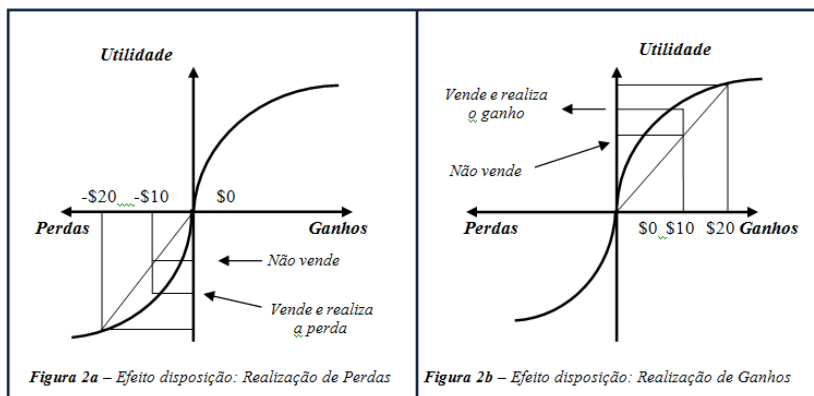 Utilidade
-$20 -$10 $0
Perdas Ganhos
Não vende
Vende e realiza
a perda
Figura 2a – Efeito disposição: Realização de Perdas
Utilidade
Vende e realiza
o ganho
Não vende
Perdas $0 $10 $20 Ganhos
Figura 2b – Efeito disposição: Realização de Ganhos